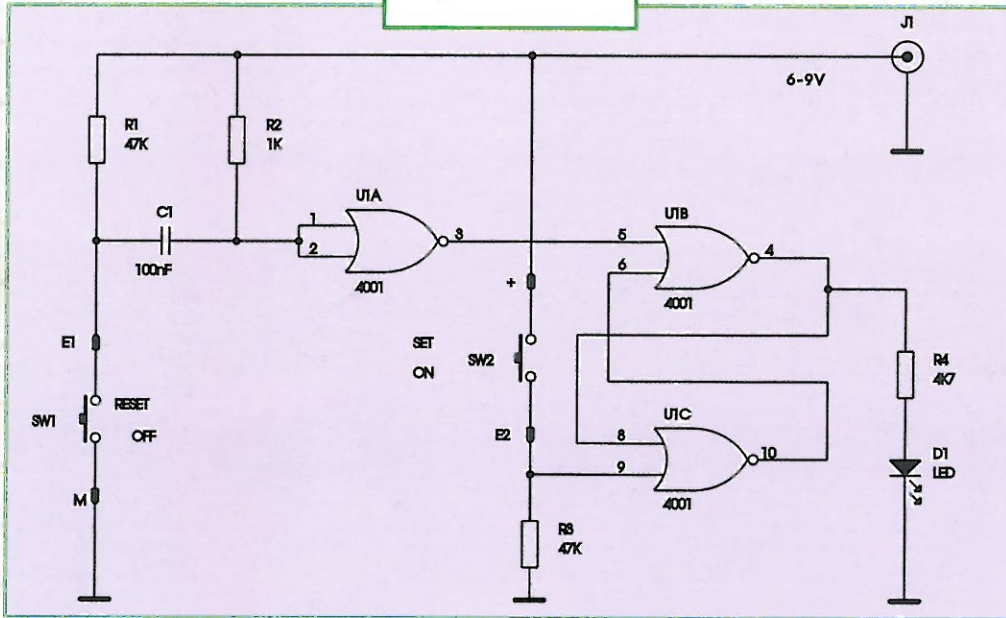 J1
6-9V
R1
47K
R2
1K
C1
100nF
U1A
1
2
3
4001
U1B
5
6
4
4001
+
E1
SET
ON
SW2
R4
4K7
SW1
RESET
OFF
E2
U1C
8
9
10
4001
D1
LED
M
R3
47K